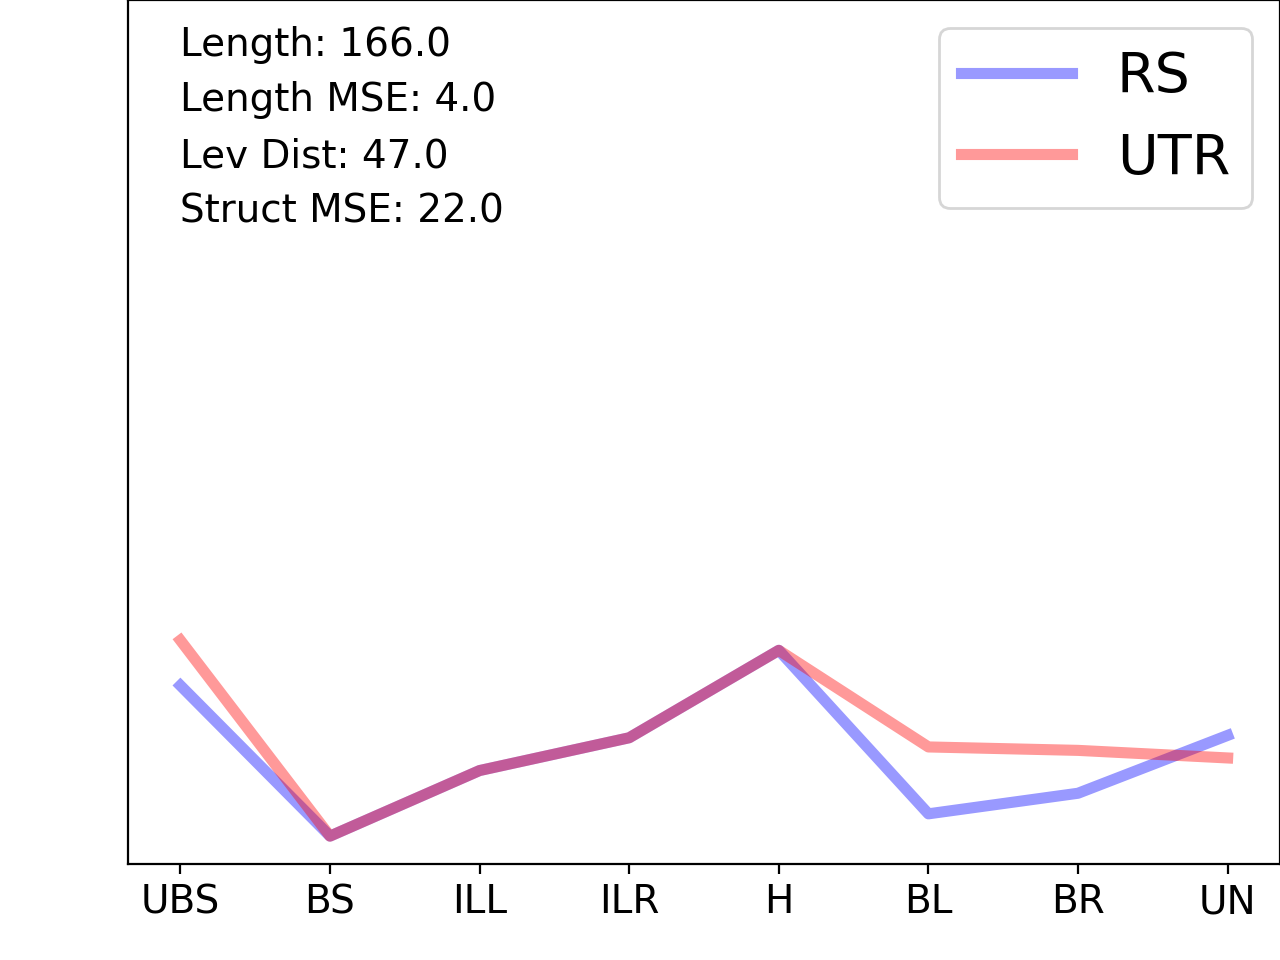 Length: 166.0
Length MSE: 4.0
Lev Dist: 47.0
Struct MSE: 22.0
RS
UTR
UBS BS ILL ILR H BL BR UN